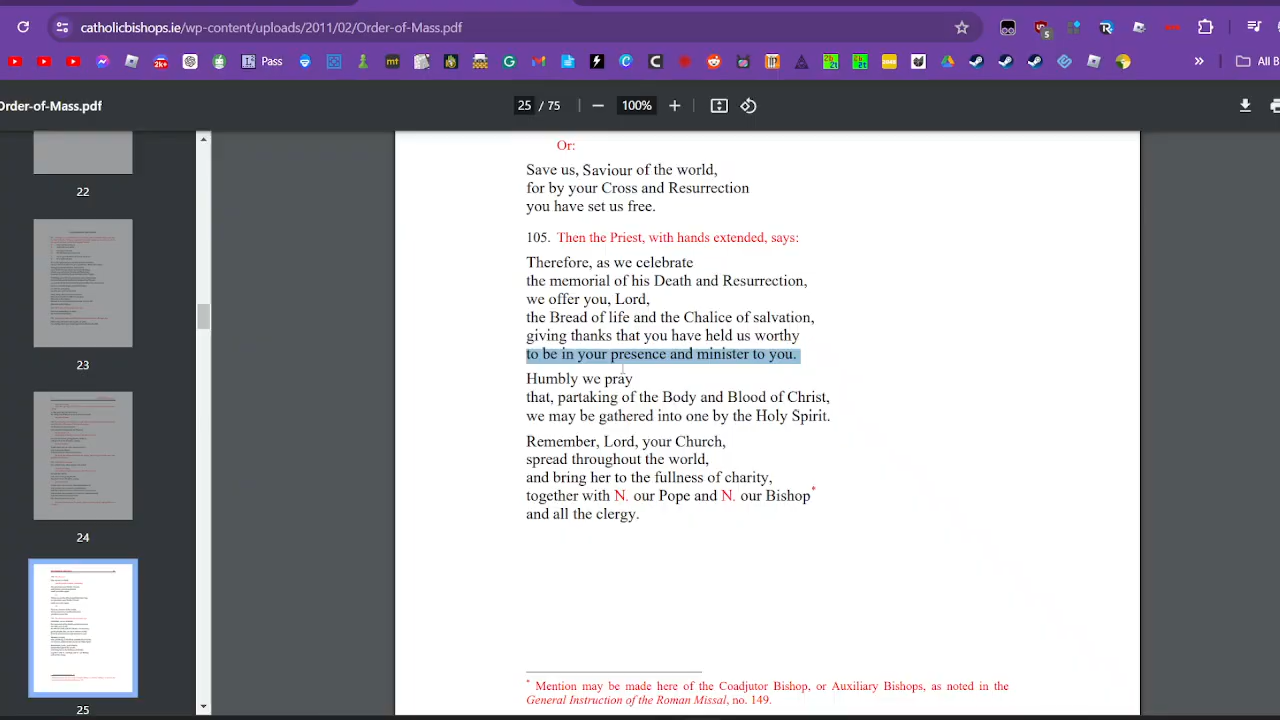 catholicbishops.ie/wp-content/uploads/2011/02/Order-of-Mass.pdf
5
2k+
Pass
mt
All B
Order-of-Mass.pdf
25 / 75
100%
22
23
24
25
Or:
Save us, Saviour of the world,
for by your Cross and Resurrection
you have set us free.
105. Then the Priest, with hands extended, says:
Therefore, as we celebrate
the memorial of his Death and Resurrection,
we offer you, Lord,
the Bread of life and the Chalice of salvation,
giving thanks that you have held us worthy
to be in your presence and minister to you.
Humbly we pray
that, partaking of the Body and Blood of Christ,
we may be gathered into one by the Holy Spirit.
Remember, Lord, your Church,
spread throughout the world,
and bring her to the fullness of charity,
together with N. our Pope and N. our Bishop*
and all the clergy.
* Mention may be made here of the Coadjutor Bishop, or Auxiliary Bishops, as noted in the
General Instruction of the Roman Missal, no. 149.